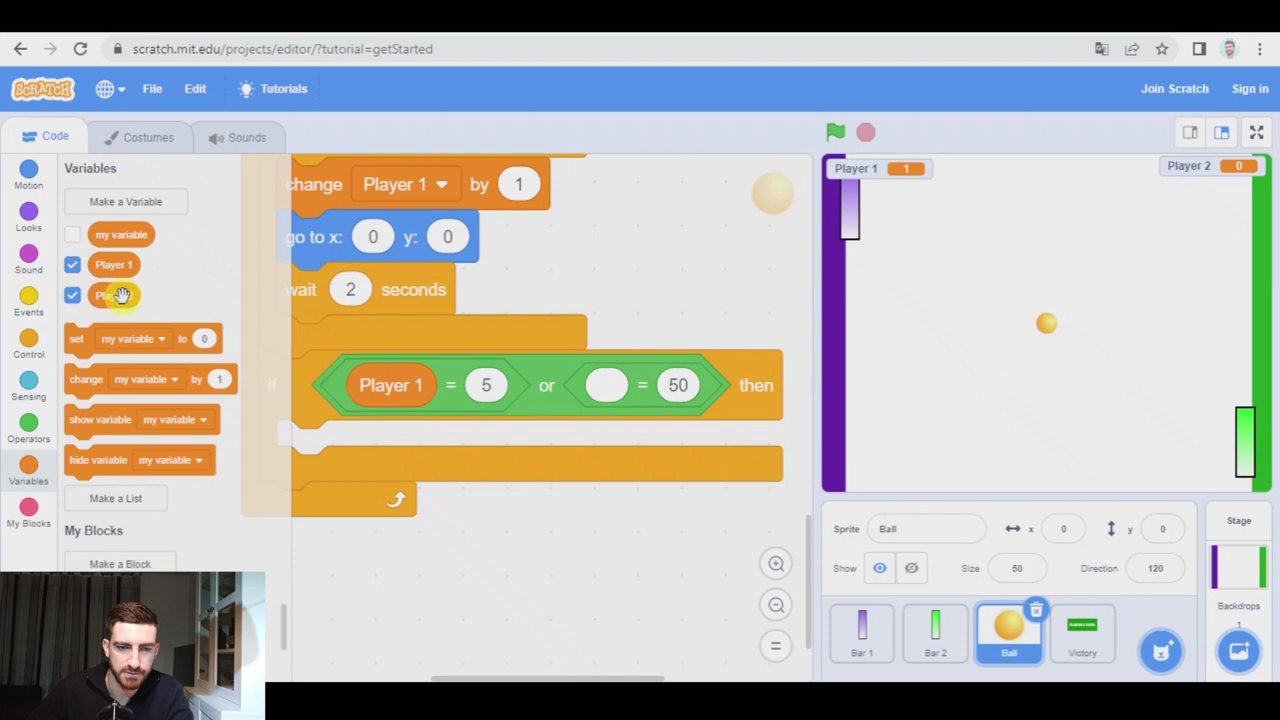 scratch.mit.edu/projects/editor/?tutorial=getStarted
SCRATCH
File
Edit
Tutorials
Join Scratch
Sign in
Code
Costumes
Sounds
Motion
Looks
Sound
Events
Control
Sensing
Operators
Variables
My Blocks
Variables
Make a Variable
my variable
Player 1
set my variable to 0
change my variable by 1
show variable my variable
hide variable my variable
Make a List
My Blocks
Make a Block
change Player 1 by 1
go to x: 0 y: 0
wait 2 seconds
if Player 1 = 5 or = 50 then
Player 1 1
Player 2 0
Sprite Ball x 0 y 0
Show Size 50 Direction 120
Bar 1
Bar 2
Ball
Victory
Stage
Backdrops
1